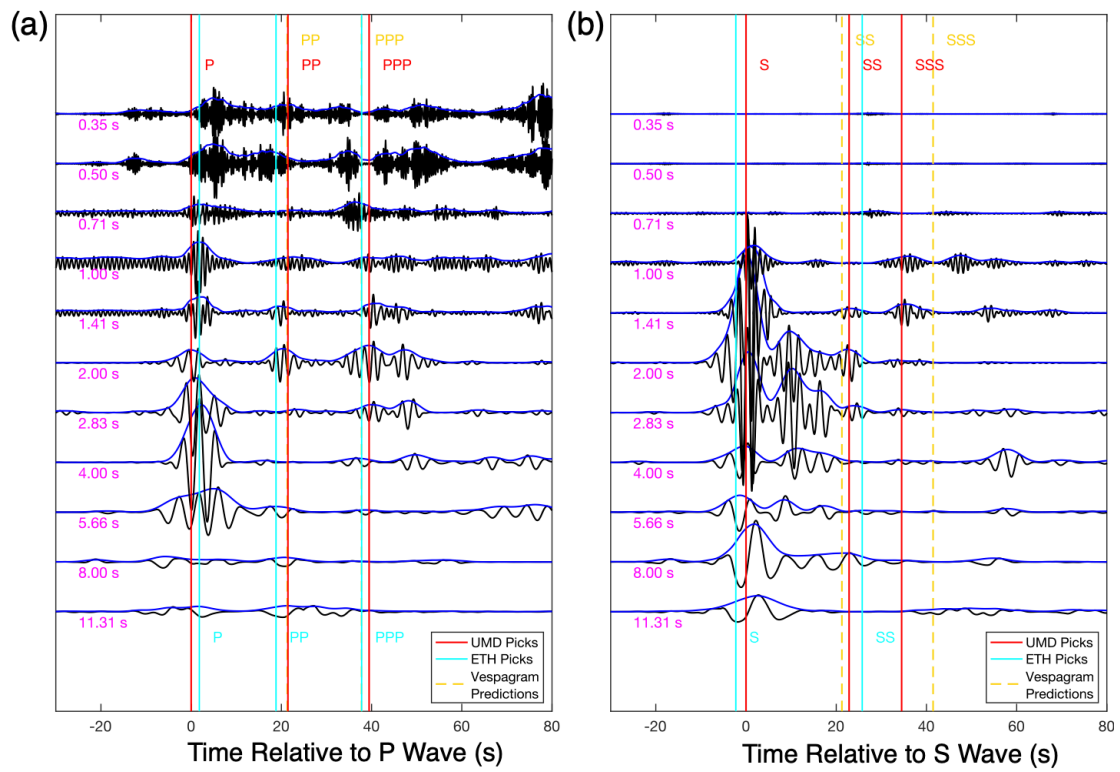 (a)
PP
PPP
P
PP
PPP
0.35 s
0.50 s
0.71 s
1.00 s
1.41 s
2.00 s
2.83 s
4.00 s
5.66 s
8.00 s
11.31 s
P
PP
PPP
UMD Picks
ETH Picks
Vespagram
Predictions
-20
0
20
40
60
80
Time Relative to P Wave (s)
(b)
SS
SSS
S
SS
SSS
0.35 s
0.50 s
0.71 s
1.00 s
1.41 s
2.00 s
2.83 s
4.00 s
5.66 s
8.00 s
11.31 s
S
SS
UMD Picks
ETH Picks
Vespagram
Predictions
-20
0
20
40
60
80
Time Relative to S Wave (s)